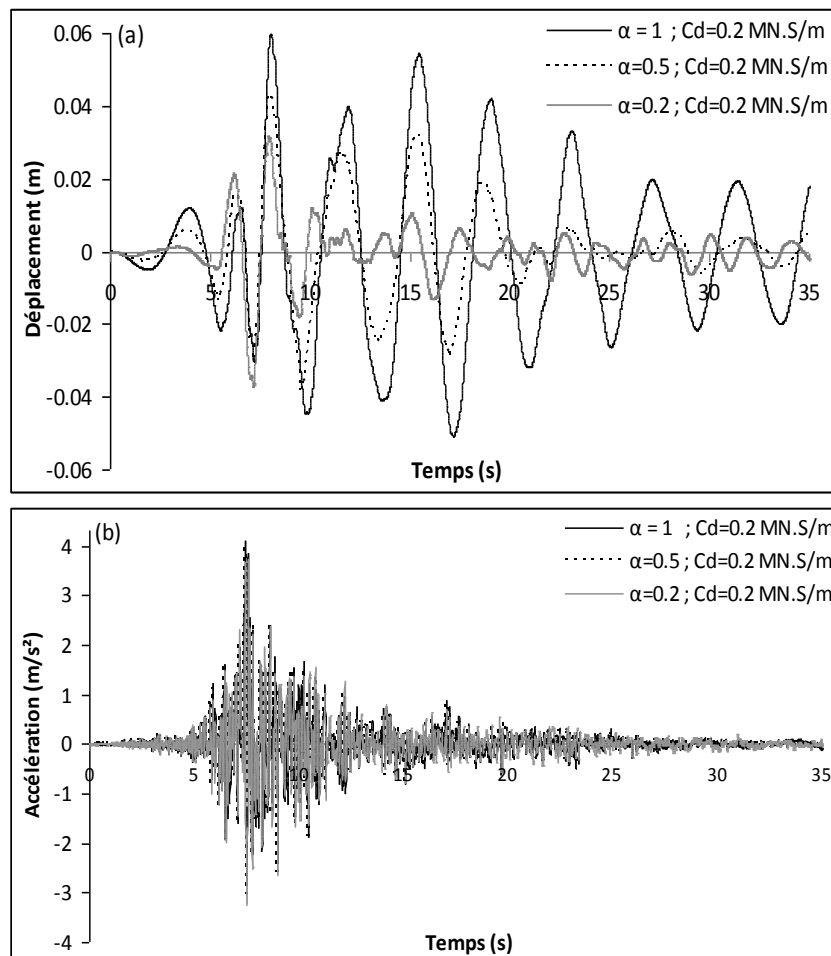 (a)
α = 1 ; Cd=0.2 MN.S/m
α=0.5 ; Cd=0.2 MN.S/m
α=0.2 ; Cd=0.2 MN.S/m
0.06
0.04
0.02
0
-0.02
-0.04
-0.06
0 5 10 15 20 25 30 35
Déplacement (m)
Temps (s)
(b)
α = 1 ; Cd=0.2 MN.S/m
α=0.5 ; Cd=0.2 MN.S/m
α=0.2 ; Cd=0.2 MN.S/m
4
3
2
1
0
-1
-2
-3
-4
0 5 10 15 20 25 30 35
Accélération (m/s²)
Temps (s)